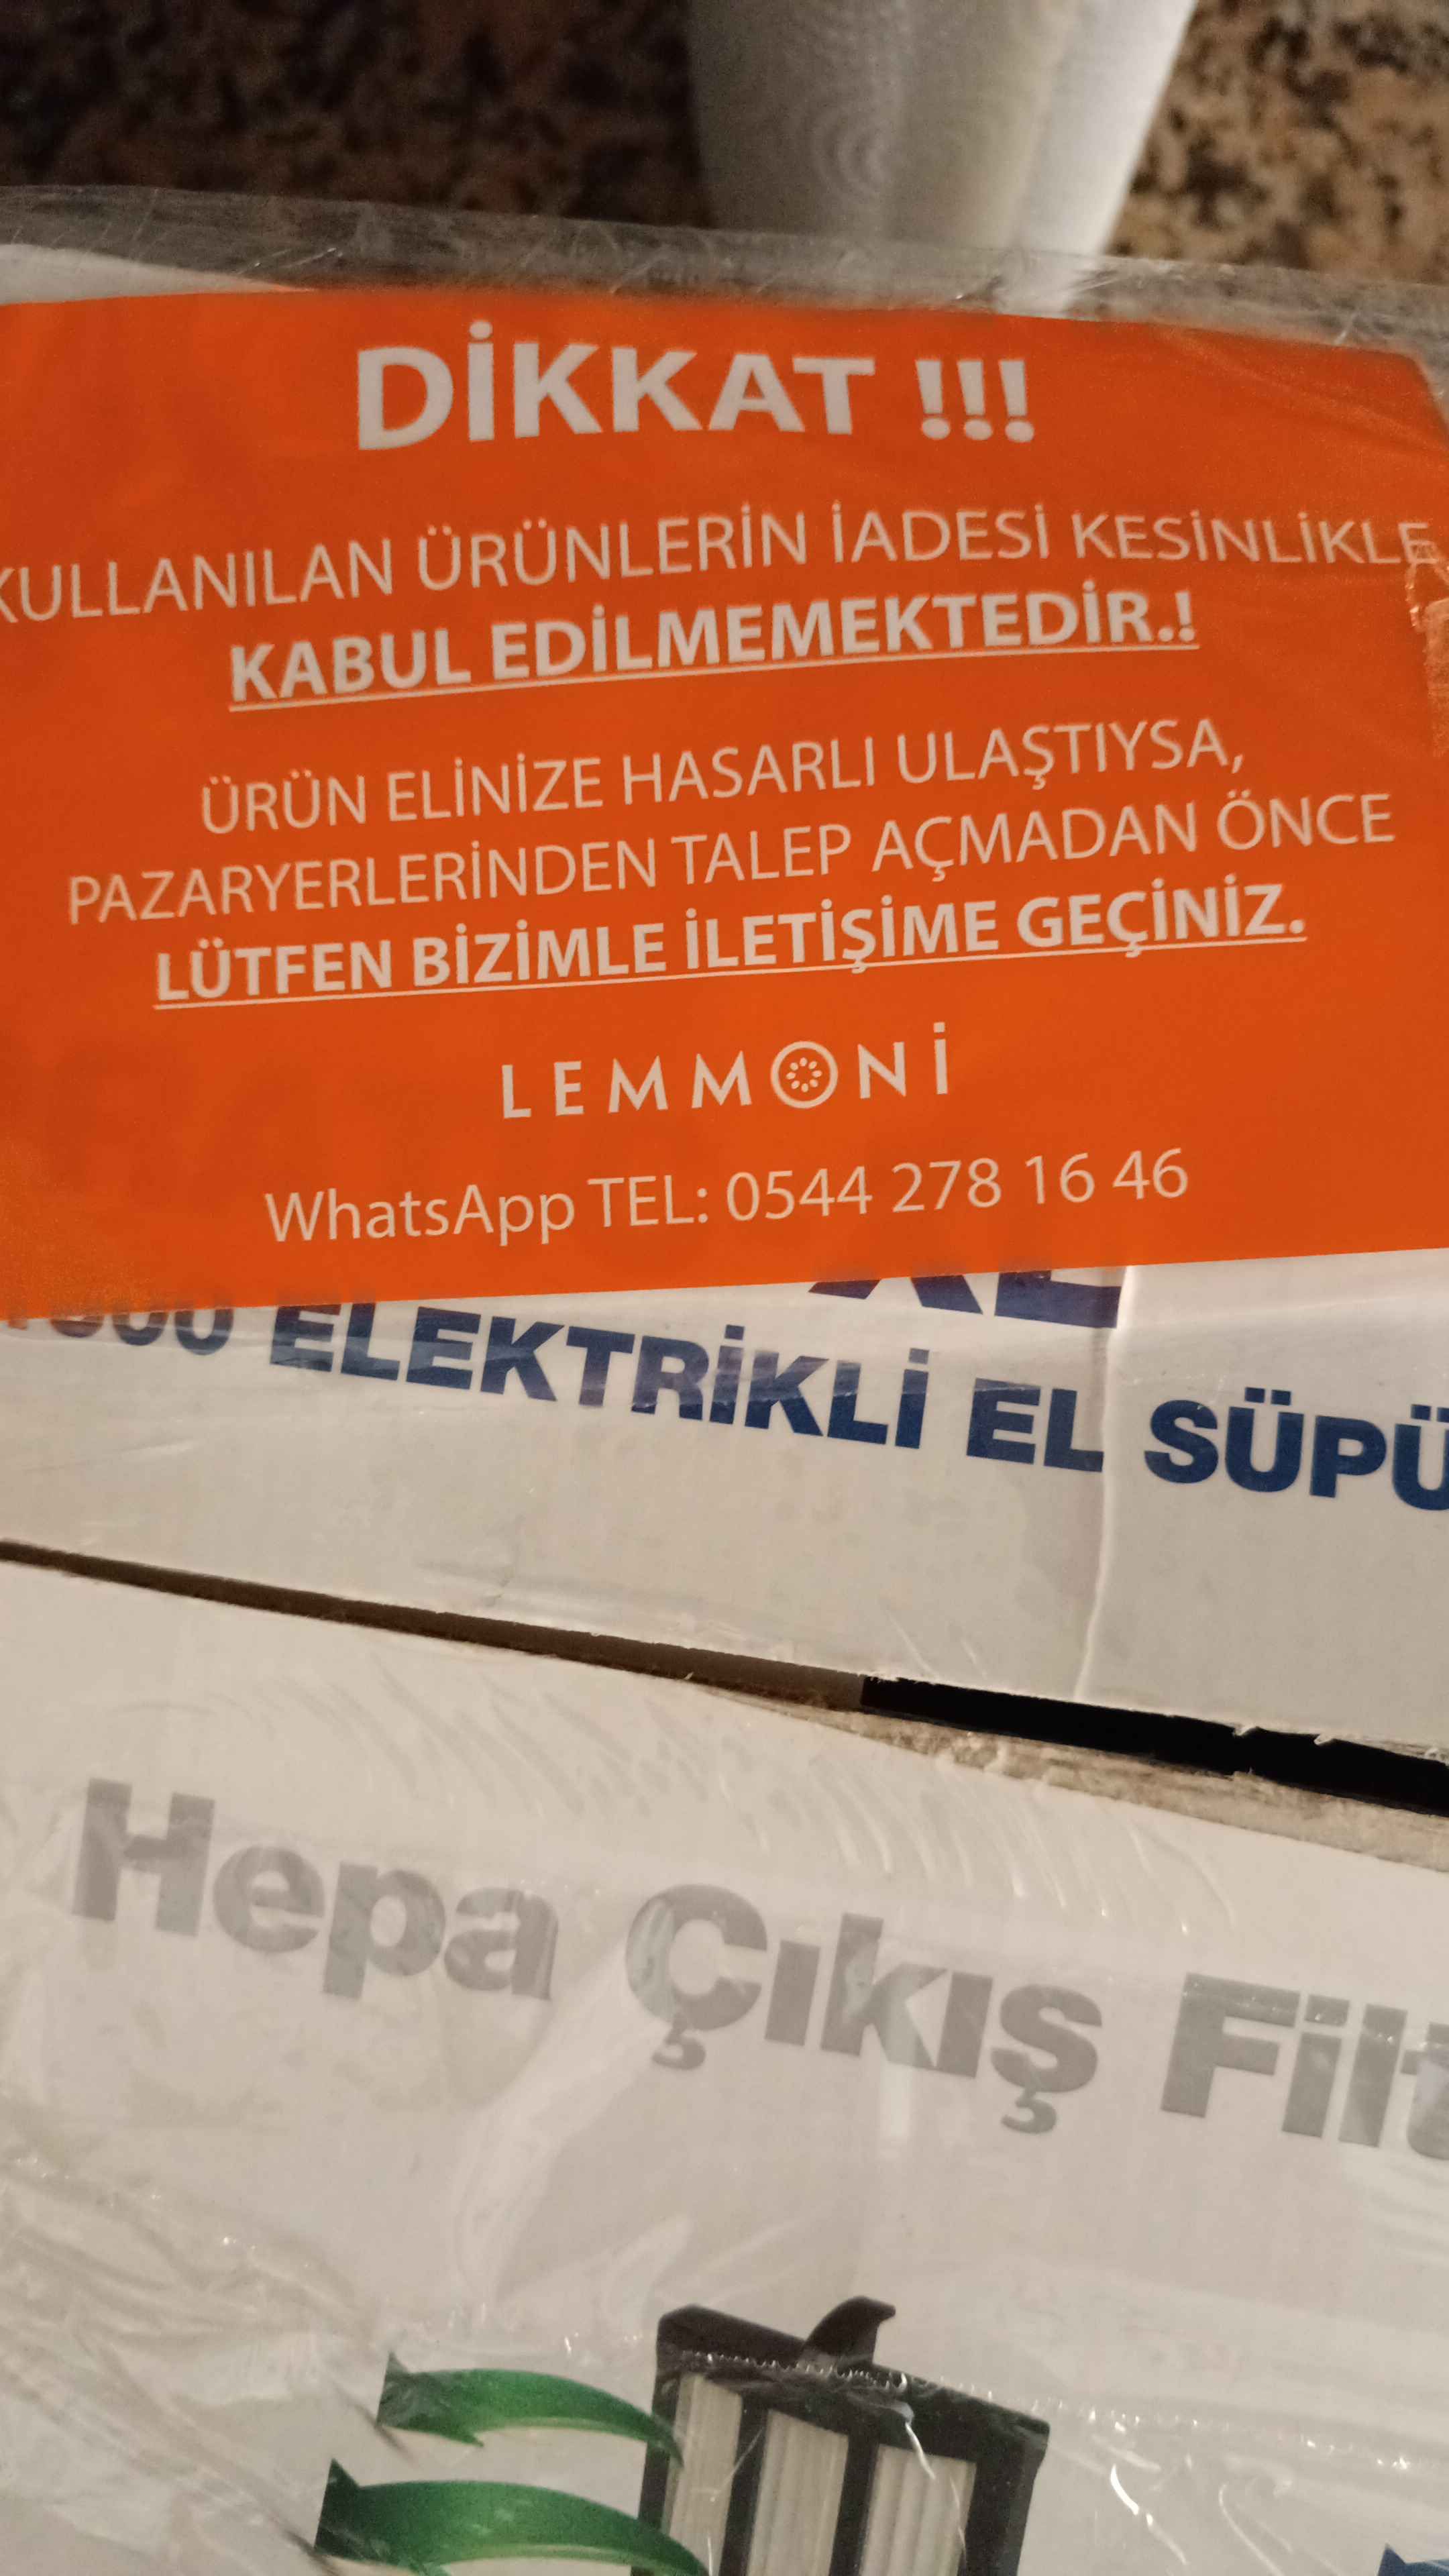 DİKKAT !!!
KULLANILAN ÜRÜNLERİN İADESİ KESİNLİKLE
KABUL EDİLMEMEKTEDİR.!
ÜRÜN ELİNİZE HASARLI ULAŞTIYSA,
PAZARYERLERİNDEN TALEP AÇMADAN ÖNCE
LÜTFEN BİZİMLE İLETİŞİME GEÇİNİZ.
LEMMONİ
WhatsApp TEL: 0544 278 16 46
ELEKTRİKLİ EL SÜPÜ
Hepa Çıkış Filt